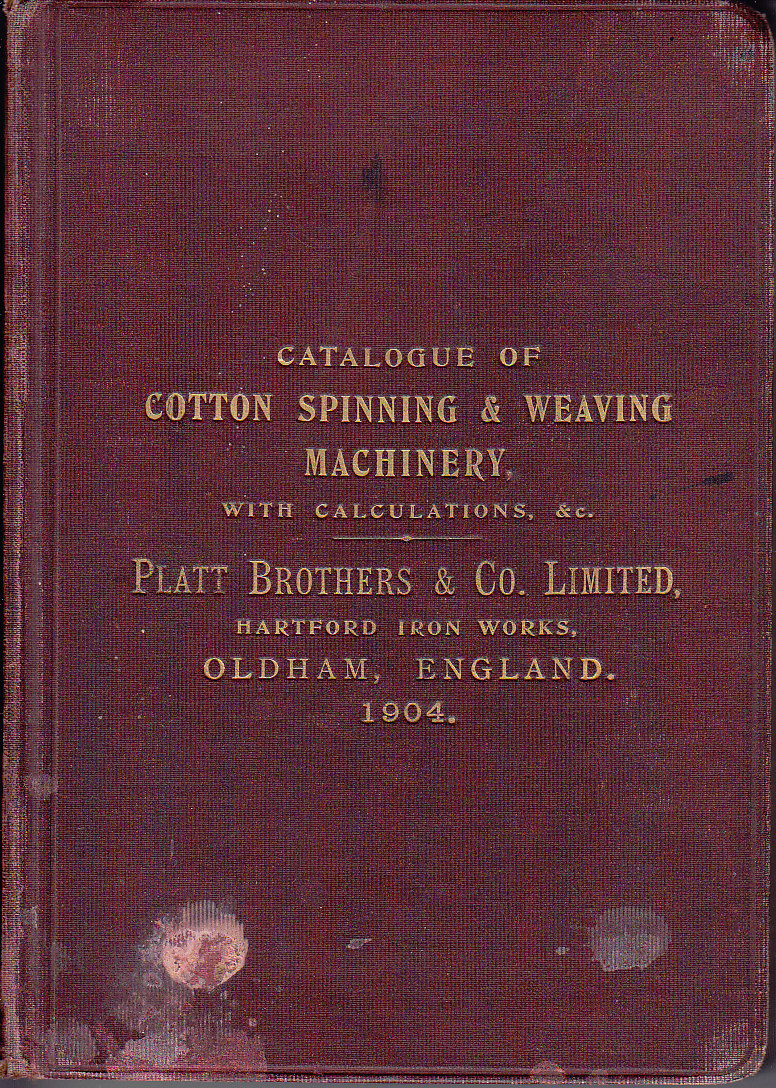 CATALOGUE OF
COTTON SPINNING & WEAVING
MACHINERY,
WITH CALCULATIONS, &c.
PLATT BROTHERS & CO. LIMITED,
HARTFORD IRON WORKS,
OLDHAM, ENGLAND.
1904.